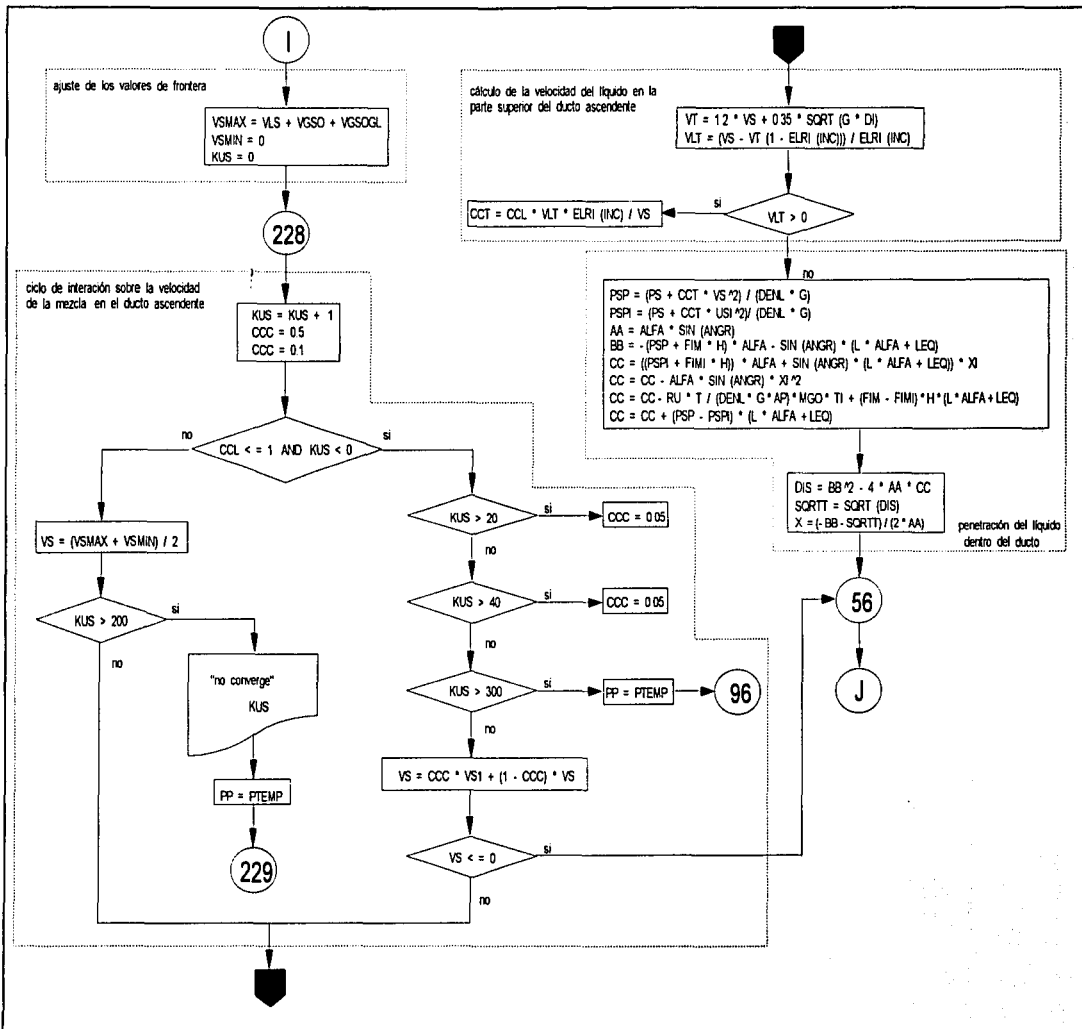 I
ajuste de los valores de frontera
VSMAX = VLS + VGSO + VGSOGL
VSMIN = 0
KUS = 0
228
ciclo de interación sobre la velocidad
de la mezcla en el ducto ascendente
KUS = KUS + 1
CCC = 0.5
CCC = 0.1
no
CCL < = 1 AND KUS < 0
si
VS = (VSMAX + VSMIN) / 2
KUS > 200
si
no
"no converge"
KUS
PP = PTEMP
229
KUS > 20
si
CCC = 0 05
no
KUS > 40
si
CCC = 0 05
no
KUS > 300
si
PP = PTEMP
96
no
VS = CCC * VS1 + (1 - CCC) * VS
VS < = 0
si
no
cálculo de la velocidad del líquido en la
parte superior del ducto ascendente
VT = 1 2 * VS + 0 35 * SQRT (G * DI)
VLT = (VS - VT (1 - ELRI (INC))) / ELRI (INC)
VLT > 0
si
CCT = CCL * VLT * ELRI (INC) / VS
no
PSP = (PS + CCT * VS ^2) / (DENL * G)
PSPI = (PS + CCT * USI ^2)/ (DENL * G)
AA = ALFA * SIN (ANGR)
BB = - (PSP + FIM * H) * ALFA - SIN (ANGR) * (L * ALFA + LEQ)
CC = ((PSPI + FIMI * H)) * ALFA + SIN (ANGR) * (L * ALFA + LEQ)) * XI
CC = CC - ALFA * SIN (ANGR) * XI ^2
CC = CC - RU * T / (DENL * G * AP) * MGO * TI + (FIM - FIMI) * H * (L * ALFA + LEQ)
CC = CC + (PSP - PSPI) * (L * ALFA + LEQ)
DIS = BB ^2 - 4 * AA * CC
SQRTT = SQRT (DIS)
X = (- BB - SQRTT) / (2 * AA)
penetración del líquido
dentro del ducto
56
J